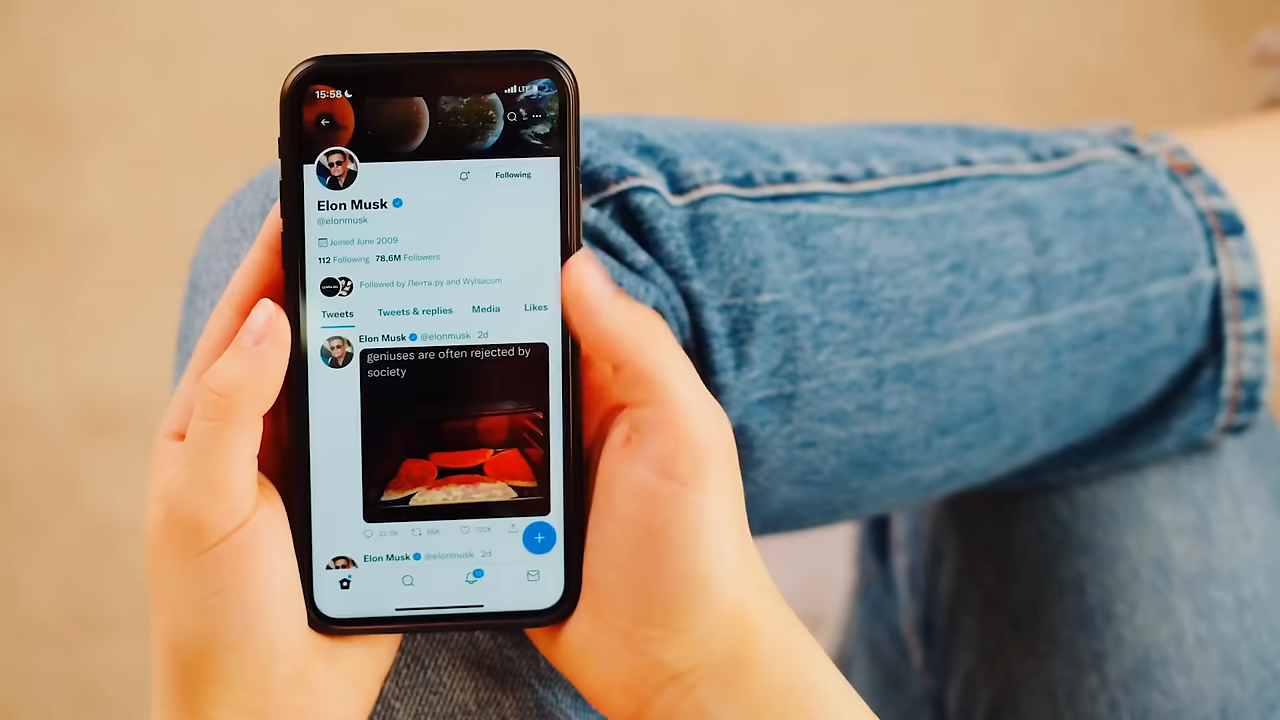 15:58 LTE
Following
Elon Musk
@elonmusk
Joined June 2009
112 Following 78,6M Followers
Followed by Лента.ру and Wylsacom
Tweets Tweets & replies Media Likes
Elon Musk @elonmusk · 2d
geniuses are often rejected by
society
Elon Musk @elonmusk · 2d